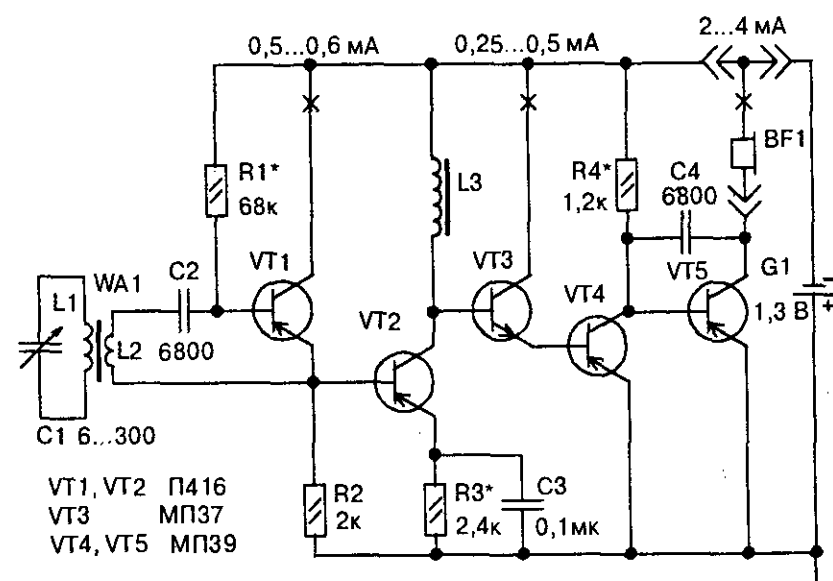 0,5...0,6 мА
0,25...0,5 мА
2...4 мА
R1*
68к
L3
R4*
1,2к
C4
6800
BF1
WA1
L1
L2
C2
6800
VT1
VT2
VT3
VT4
VT5
G1
1,3 В
–
+
C1 6...300
VT1, VT2 П416
VT3 МП37
VT4, VT5 МП39
R2
2к
R3*
2,4к
C3
0,1мк